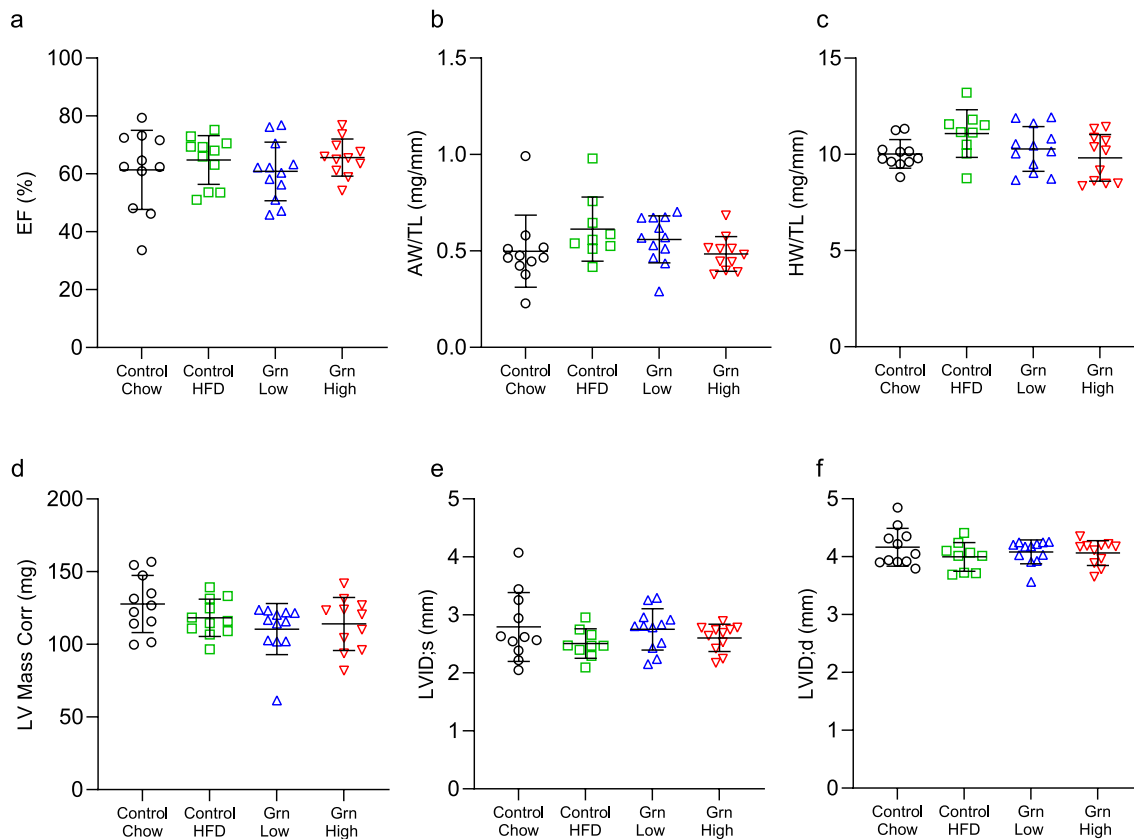 a
EF (%)
100
80
60
40
20
0
Control Chow
Control HFD
Grn Low
Grn High
b
AW/TL (mg/mm)
1.5
1.0
0.5
0.0
Control Chow
Control HFD
Grn Low
Grn High
c
HW/TL (mg/mm)
15
10
5
0
Control Chow
Control HFD
Grn Low
Grn High
d
LV Mass Corr (mg)
200
150
100
50
0
Control Chow
Control HFD
Grn Low
Grn High
e
LVID;s (mm)
5
4
3
2
1
0
Control Chow
Control HFD
Grn Low
Grn High
f
LVID;d (mm)
5
4
3
2
1
0
Control Chow
Control HFD
Grn Low
Grn High